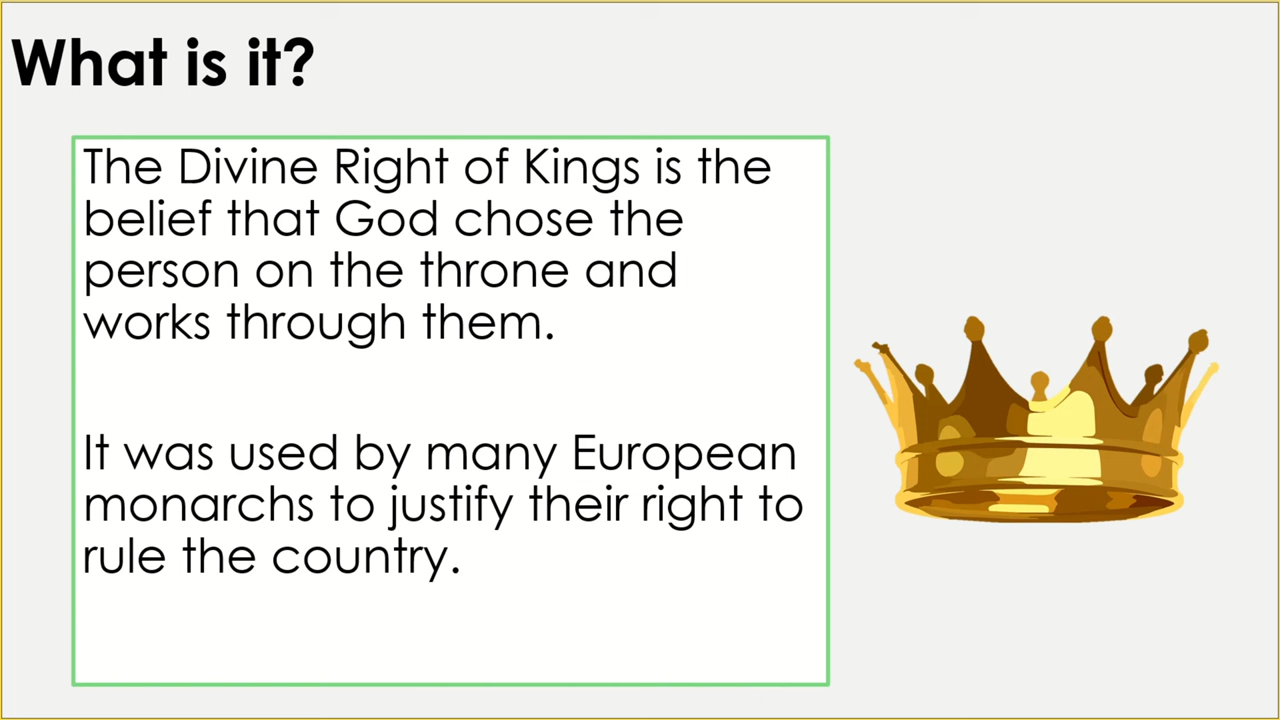 What is it?
The Divine Right of Kings is the
belief that God chose the
person on the throne and
works through them.
It was used by many European
monarchs to justify their right to
rule the country.